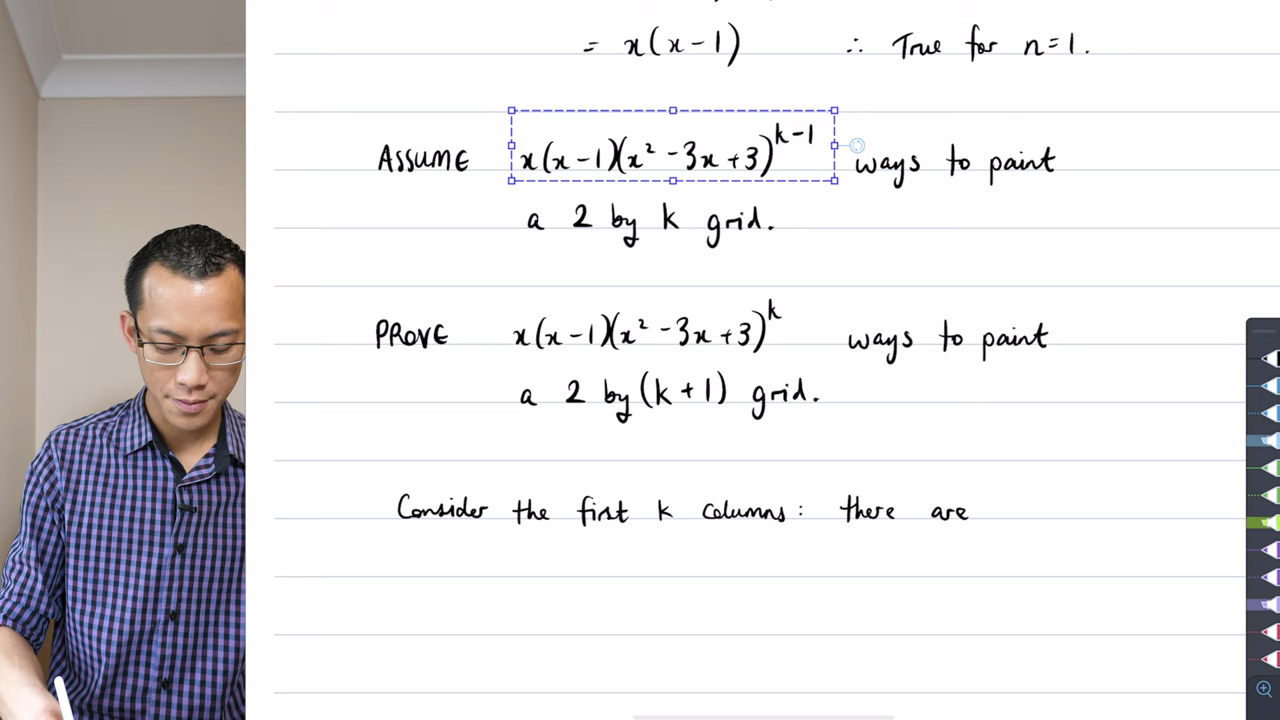 = x(x-1) ∴ True for n=1.
ASSUME x(x-1)(x² -3x+3)^{k-1} ways to paint
a 2 by k grid.
PROVE x(x-1)(x² -3x+3)^k ways to paint
a 2 by (k+1) grid.
Consider the first k columns: there are